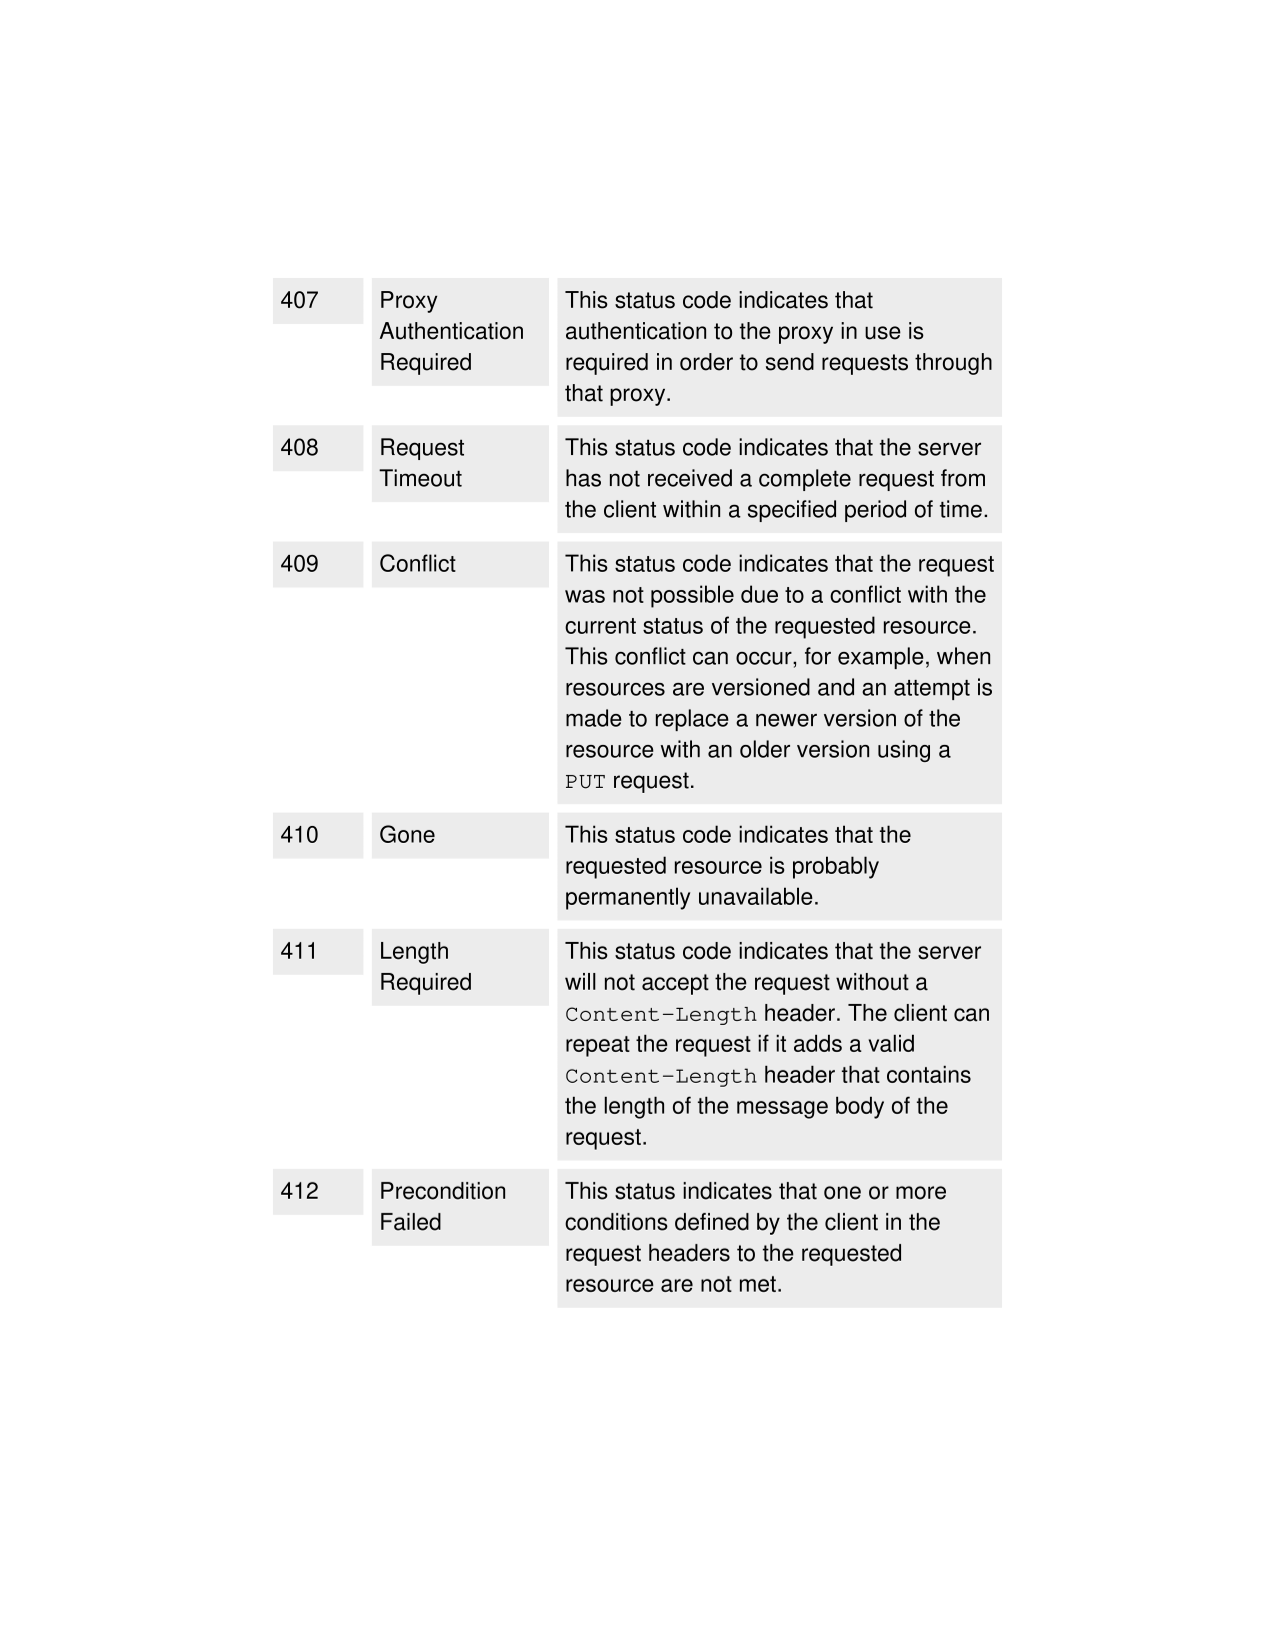 407
Proxy
Authentication
Required
This status code indicates that
authentication to the proxy in use is
required in order to send requests through
that proxy.
408
Request
Timeout
This status code indicates that the server
has not received a complete request from
the client within a specified period of time.
409
Conflict
This status code indicates that the request
was not possible due to a conflict with the
current status of the requested resource.
This conflict can occur, for example, when
resources are versioned and an attempt is
made to replace a newer version of the
resource with an older version using a
PUT request.
410
Gone
This status code indicates that the
requested resource is probably
permanently unavailable.
411
Length
Required
This status code indicates that the server
will not accept the request without a
Content-Length header. The client can
repeat the request if it adds a valid
Content-Length header that contains
the length of the message body of the
request.
412
Precondition
Failed
This status indicates that one or more
conditions defined by the client in the
request headers to the requested
resource are not met.